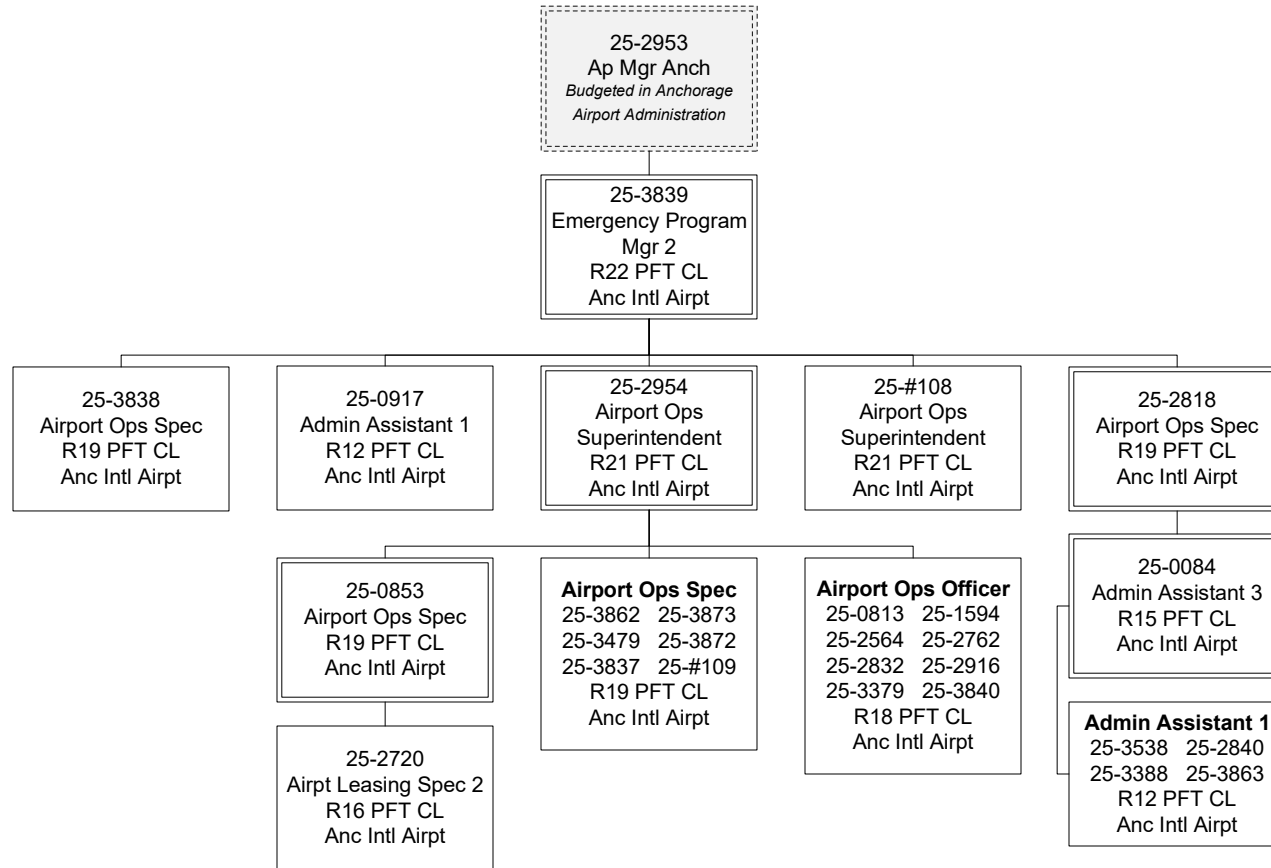 25-2953
Ap Mgr Anch
Budgeted in Anchorage
Airport Administration
25-3839
Emergency Program
Mgr 2
R22 PFT CL
Anc Intl Airpt
25-3838
Airport Ops Spec
R19 PFT CL
Anc Intl Airpt
25-0917
Admin Assistant 1
R12 PFT CL
Anc Intl Airpt
25-2954
Airport Ops
Superintendent
R21 PFT CL
Anc Intl Airpt
25-#108
Airport Ops
Superintendent
R21 PFT CL
Anc Intl Airpt
25-2818
Airport Ops Spec
R19 PFT CL
Anc Intl Airpt
25-0853
Airport Ops Spec
R19 PFT CL
Anc Intl Airpt
Airport Ops Spec
25-3862 25-3873
25-3479 25-3872
25-3837 25-#109
R19 PFT CL
Anc Intl Airpt
Airport Ops Officer
25-0813 25-1594
25-2564 25-2762
25-2832 25-2916
25-3379 25-3840
R18 PFT CL
Anc Intl Airpt
25-0084
Admin Assistant 3
R15 PFT CL
Anc Intl Airpt
25-2720
Airpt Leasing Spec 2
R16 PFT CL
Anc Intl Airpt
Admin Assistant 1
25-3538 25-2840
25-3388 25-3863
R12 PFT CL
Anc Intl Airpt